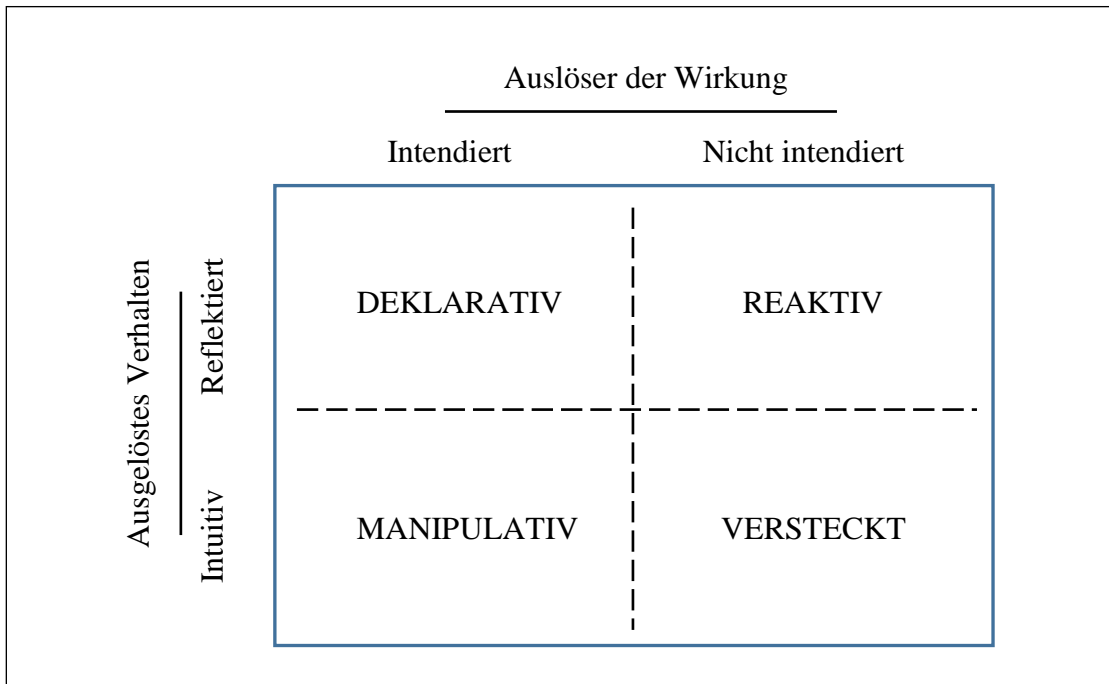 Auslöser der Wirkung
Intendiert Nicht intendiert
Ausgelöstes Verhalten
Reflektiert
DEKLARATIV REAKTIV
Intuitiv
MANIPULATIV VERSTECKT